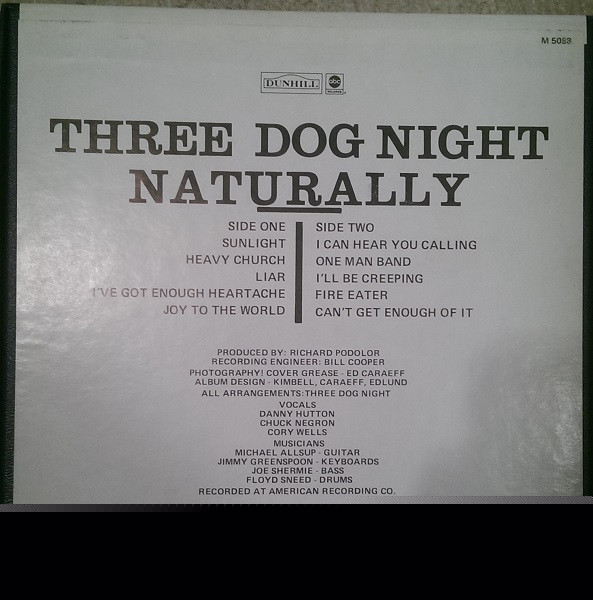 M 5088
DUNHILL abc
THREE DOG NIGHT
NATURALLY
SIDE ONE
SUNLIGHT
HEAVY CHURCH
LIAR
I'VE GOT ENOUGH HEARTACHE
JOY TO THE WORLD
SIDE TWO
I CAN HEAR YOU CALLING
ONE MAN BAND
I'LL BE CREEPING
FIRE EATER
CAN'T GET ENOUGH OF IT
PRODUCED BY: RICHARD PODOLOR
RECORDING ENGINEER: BILL COOPER
PHOTOGRAPHY! COVER GREASE - ED CARAEFF
ALBUM DESIGN - KIMBELL, CARAEFF, EDLUND
ALL ARRANGEMENTS: THREE DOG NIGHT
VOCALS
DANNY HUTTON
CHUCK NEGRON
CORY WELLS
MUSICIANS
MICHAEL ALLSUP - GUITAR
JIMMY GREENSPOON - KEYBOARDS
JOE SHERMIE - BASS
FLOYD SNEED - DRUMS
RECORDED AT AMERICAN RECORDING CO.